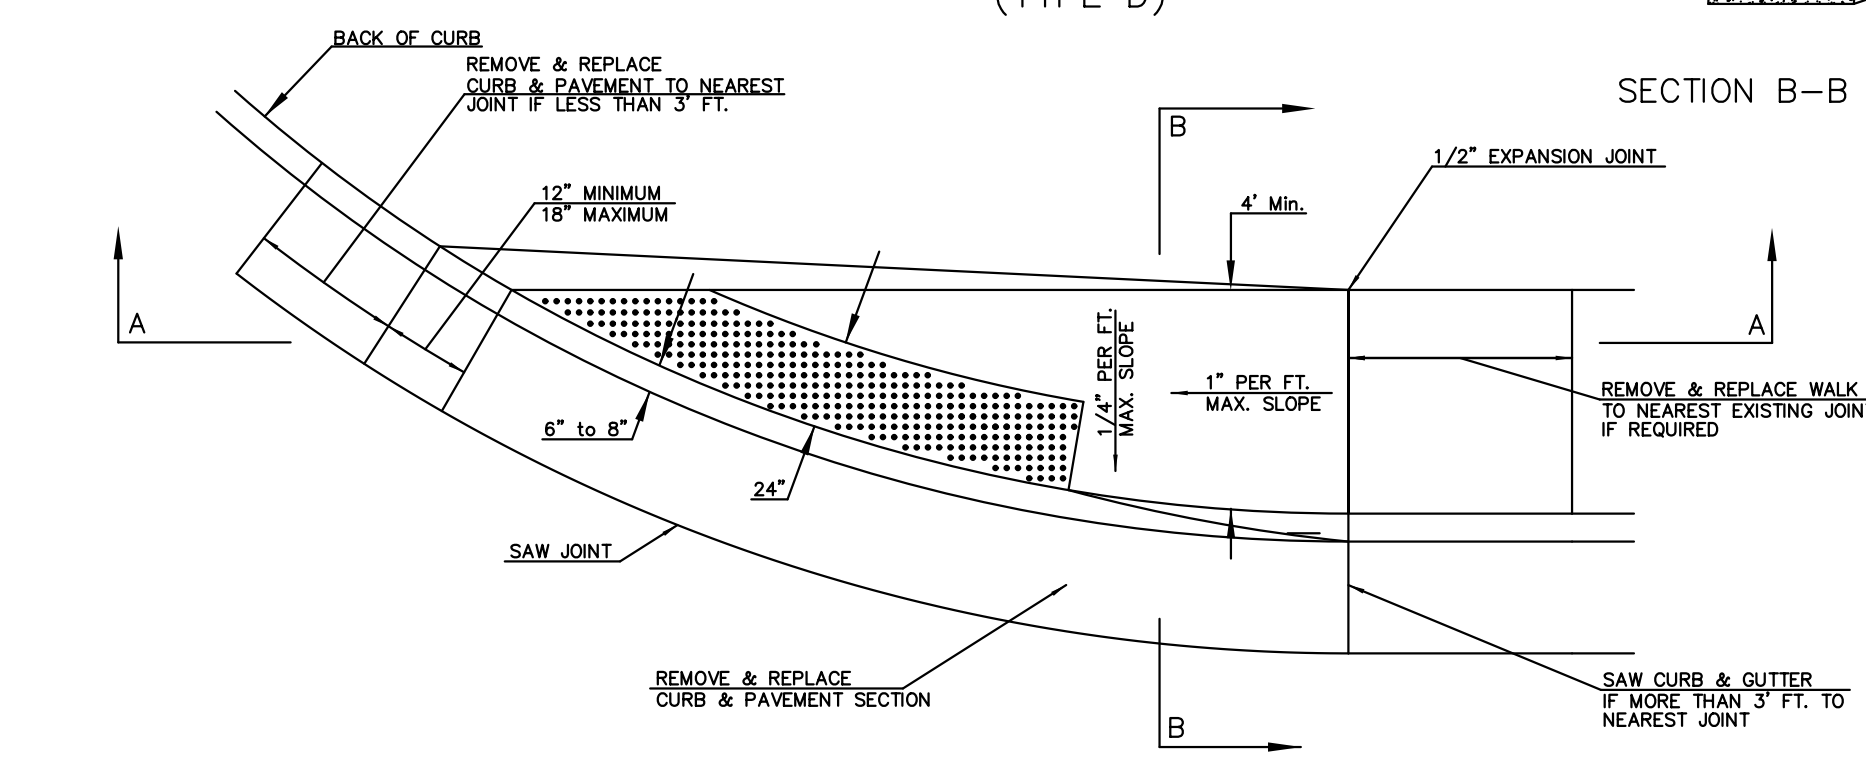 (TYPE D)
BACK OF CURB
REMOVE & REPLACE
CURB & PAVEMENT TO NEAREST
JOINT IF LESS THAN 3' FT.
SECTION B-B
B
1/2" EXPANSION JOINT
12" MINIMUM
18" MAXIMUM
4' Min.
A
A
1/4" PER FT.
MAX. SLOPE
1" PER FT.
MAX. SLOPE
REMOVE & REPLACE WALK
TO NEAREST EXISTING JOINT
IF REQUIRED
6" to 8"
24"
SAW JOINT
REMOVE & REPLACE
CURB & PAVEMENT SECTION
SAW CURB & GUTTER
IF MORE THAN 3' FT. TO
NEAREST JOINT
B